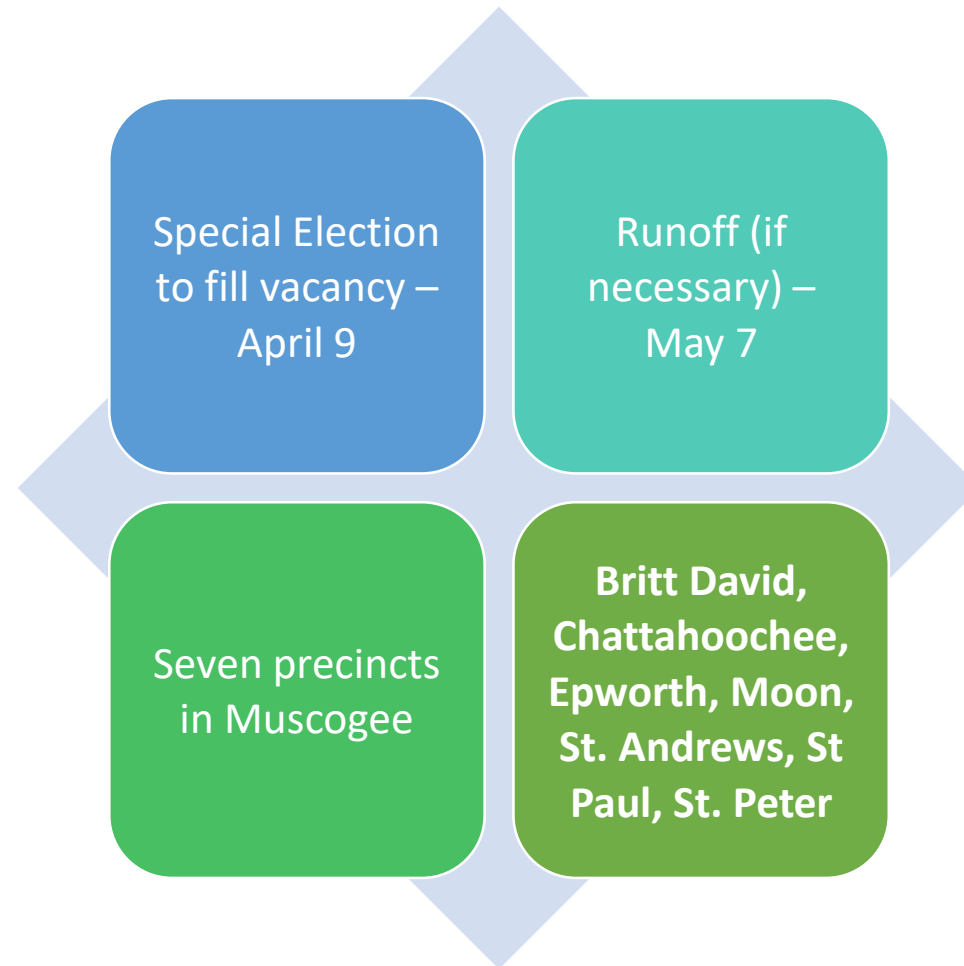 Special Election
to fill vacancy –
April 9
Runoff (if
necessary) –
May 7
Seven precincts
in Muscogee
Britt David,
Chattahoochee,
Epworth, Moon,
St. Andrews, St
Paul, St. Peter